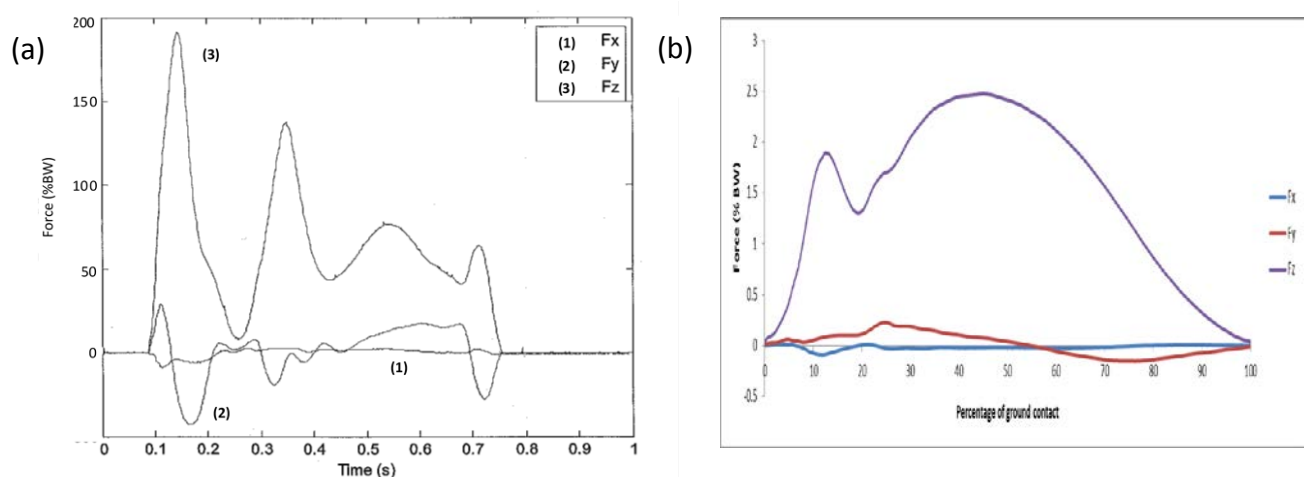 (a)
200
150
100
50
0
Force (%BW)
(3)
(1) Fx
(2) Fy
(3) Fz
(1)
(2)
0 0.1 0.2 0.3 0.4 0.5 0.6 0.7 0.8 0.9 1
Time (s)
(b)
3
2.5
2
1.5
1
0.5
0
-0.5
Force (% BW)
0 10 20 30 40 50 60 70 80 90 100
Percentage of ground contact
Fx
Fy
Fz